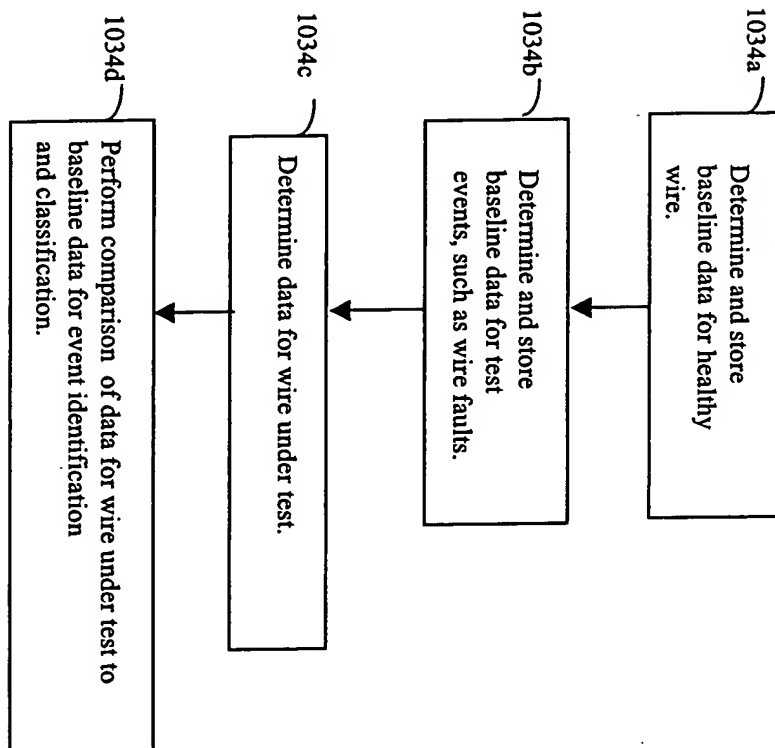 1034a
Determine and store
baseline data for healthy
wire.
1034b
Determine and store
baseline data for test
events, such as wire faults.
1034c
Determine data for wire under test.
1034d
Perform comparison of data for wire under test to
baseline data for event identification
and classification.